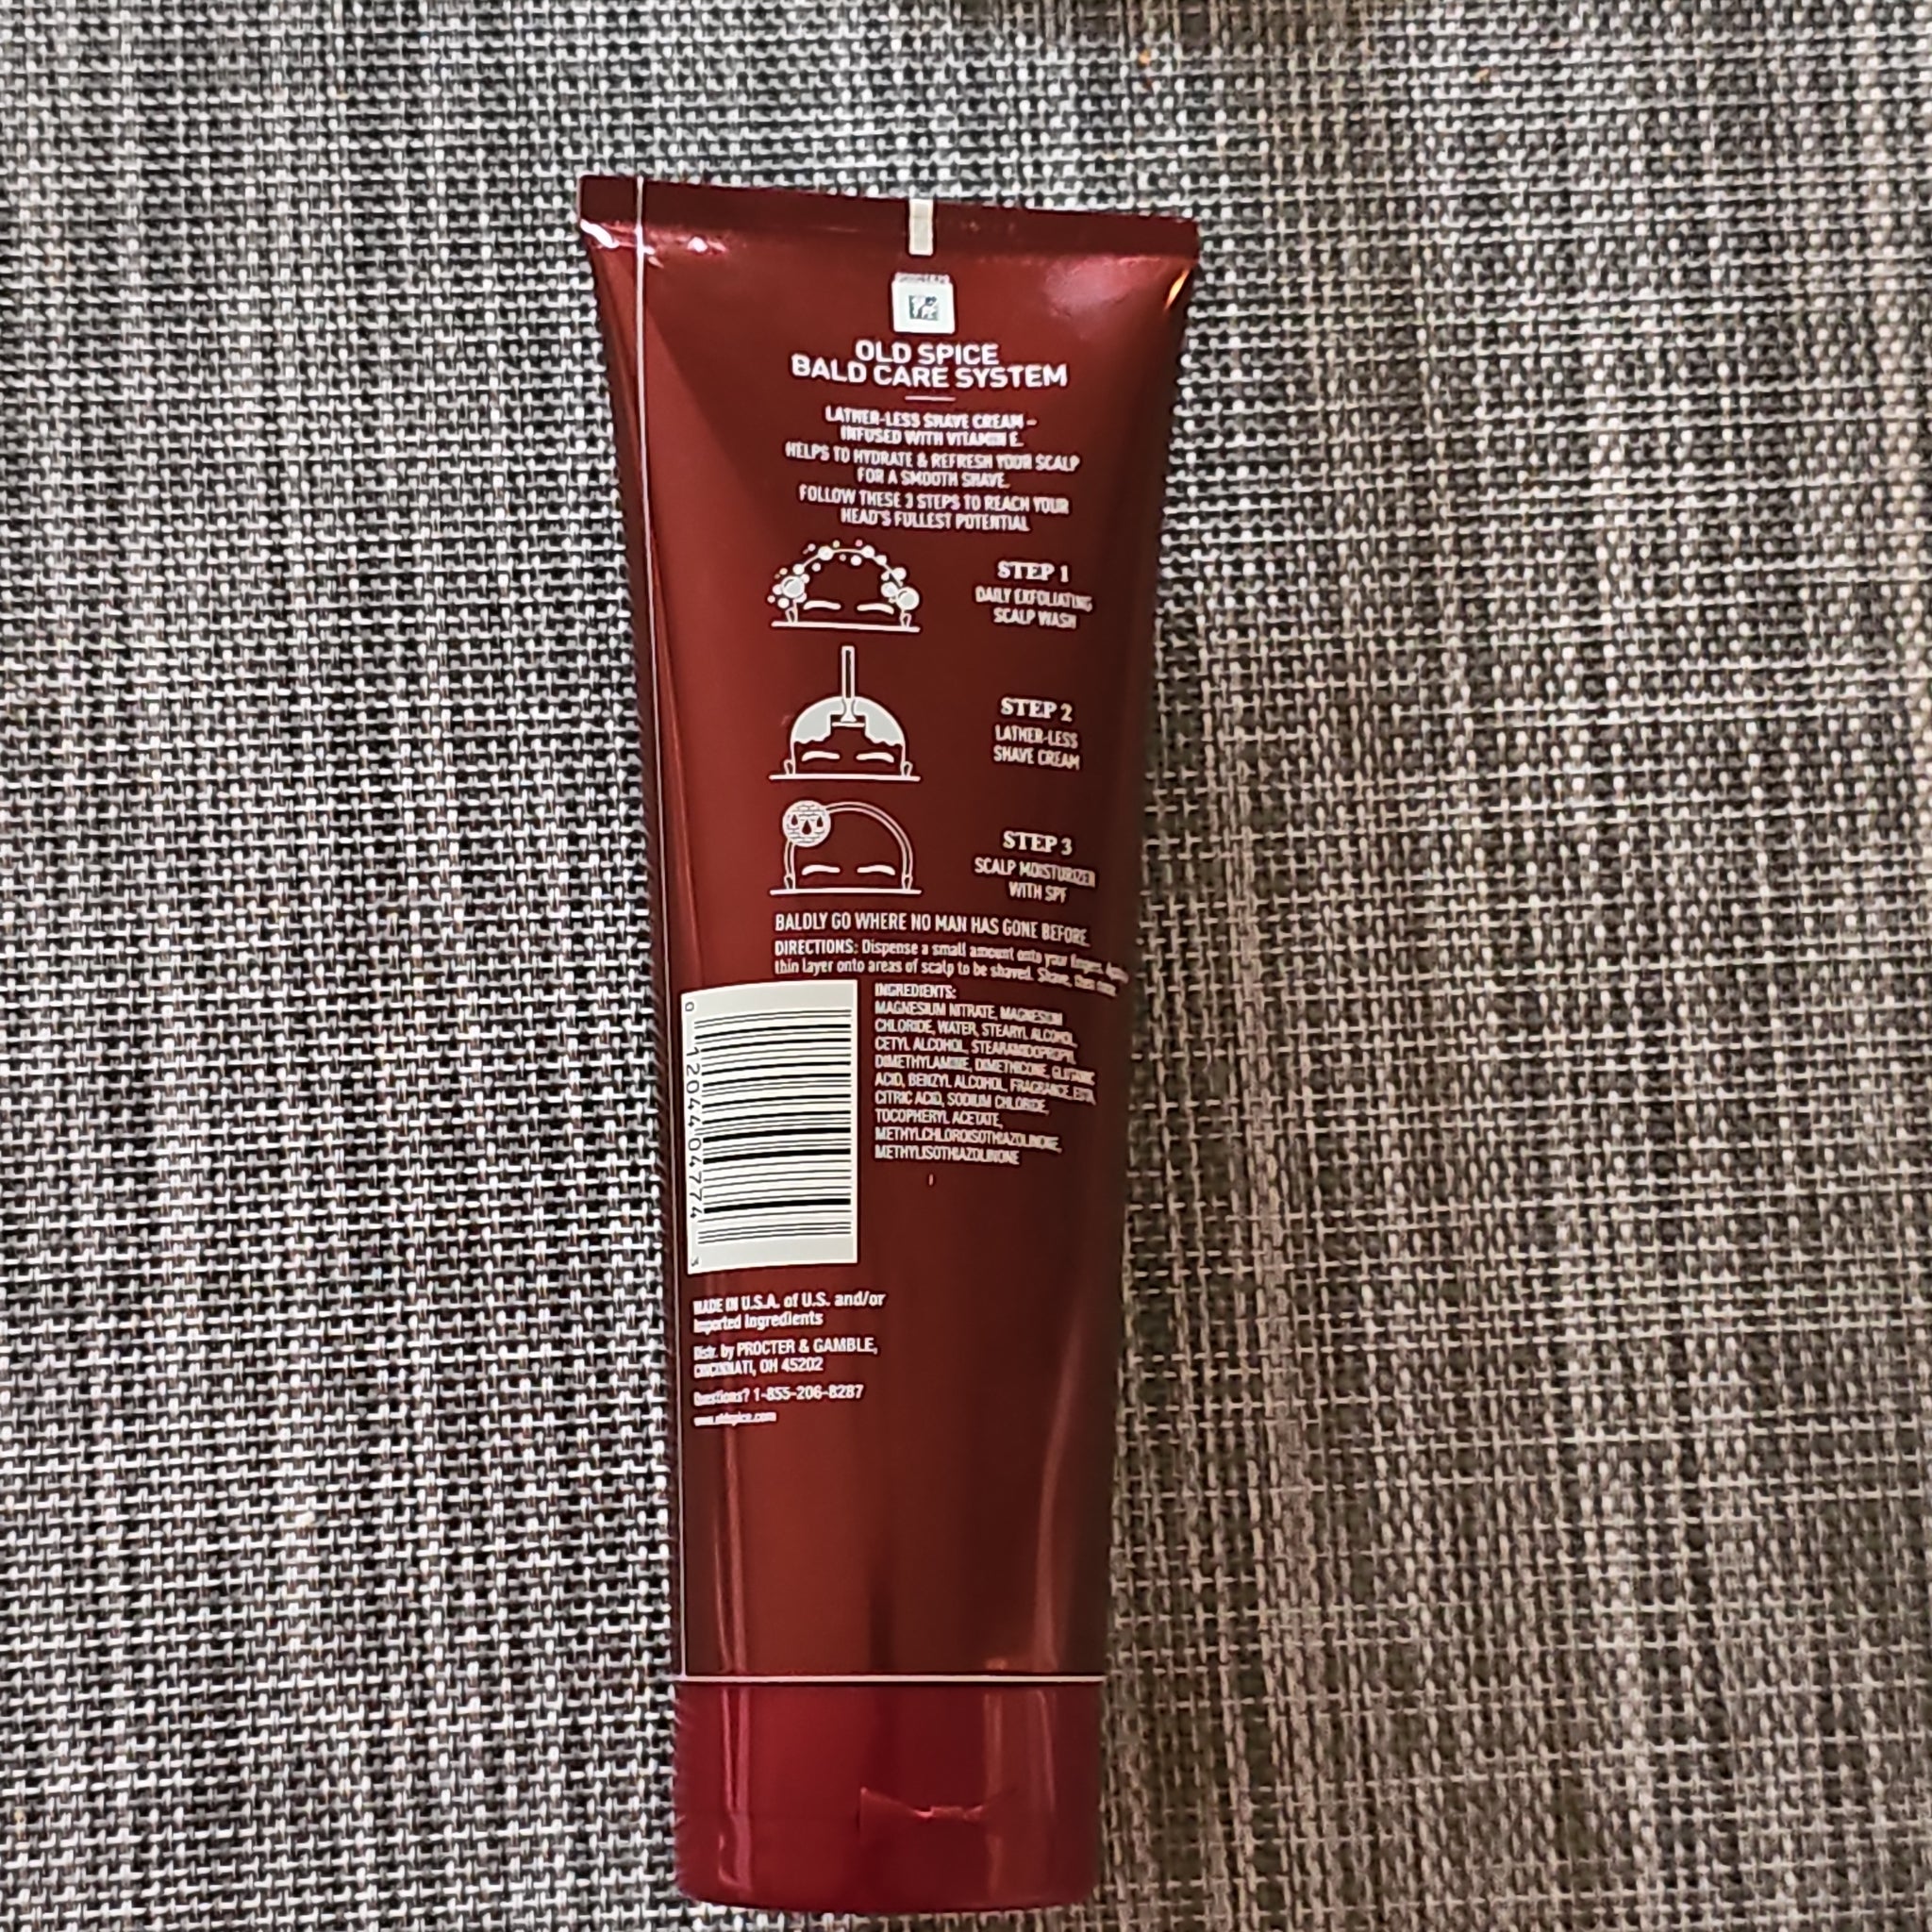 OLD SPICE
BALD CARE SYSTEM
LATHER-LESS SHAVE CREAM -
INFUSED WITH VITAMIN E.
HELPS TO HYDRATE & REFRESH YOUR SCALP
FOR A SMOOTH SHAVE.
FOLLOW THESE 3 STEPS TO REACH YOUR
HEAD'S FULLEST POTENTIAL
STEP 1
DAILY EXFOLIATING
SCALP WASH
STEP 2
LATHER-LESS
SHAVE CREAM
STEP 3
SCALP MOISTURIZER
WITH SPF
BALDLY GO WHERE NO MAN HAS GONE BEFORE.
DIRECTIONS: Dispense a small amount onto your fingers.
thin layer onto areas of scalp to be shaved. Shave, then
INGREDIENTS:
MAGNESIUM NITRATE, MAGNESIUM
CHLORIDE, WATER, STEARYL ALCOHOL,
CETYL ALCOHOL, STEARAMIDOPROPYL
DIMETHYLAMINE, DIMETHICONE, GLUTAMIC
ACID, BENZYL ALCOHOL, FRAGRANCE, EDTA,
CITRIC ACID, SODIUM CHLORIDE,
TOCOPHERYL ACETATE,
METHYLCHLOROISOTHIAZOLINONE,
METHYLISOTHIAZOLINONE
0 12044 04774 3
MADE IN U.S.A. of U.S. and/or
Imported Ingredients
Distr. by PROCTER & GAMBLE,
CINCINNATI, OH 45202
Questions? 1-855-206-8287
www.oldspice.com